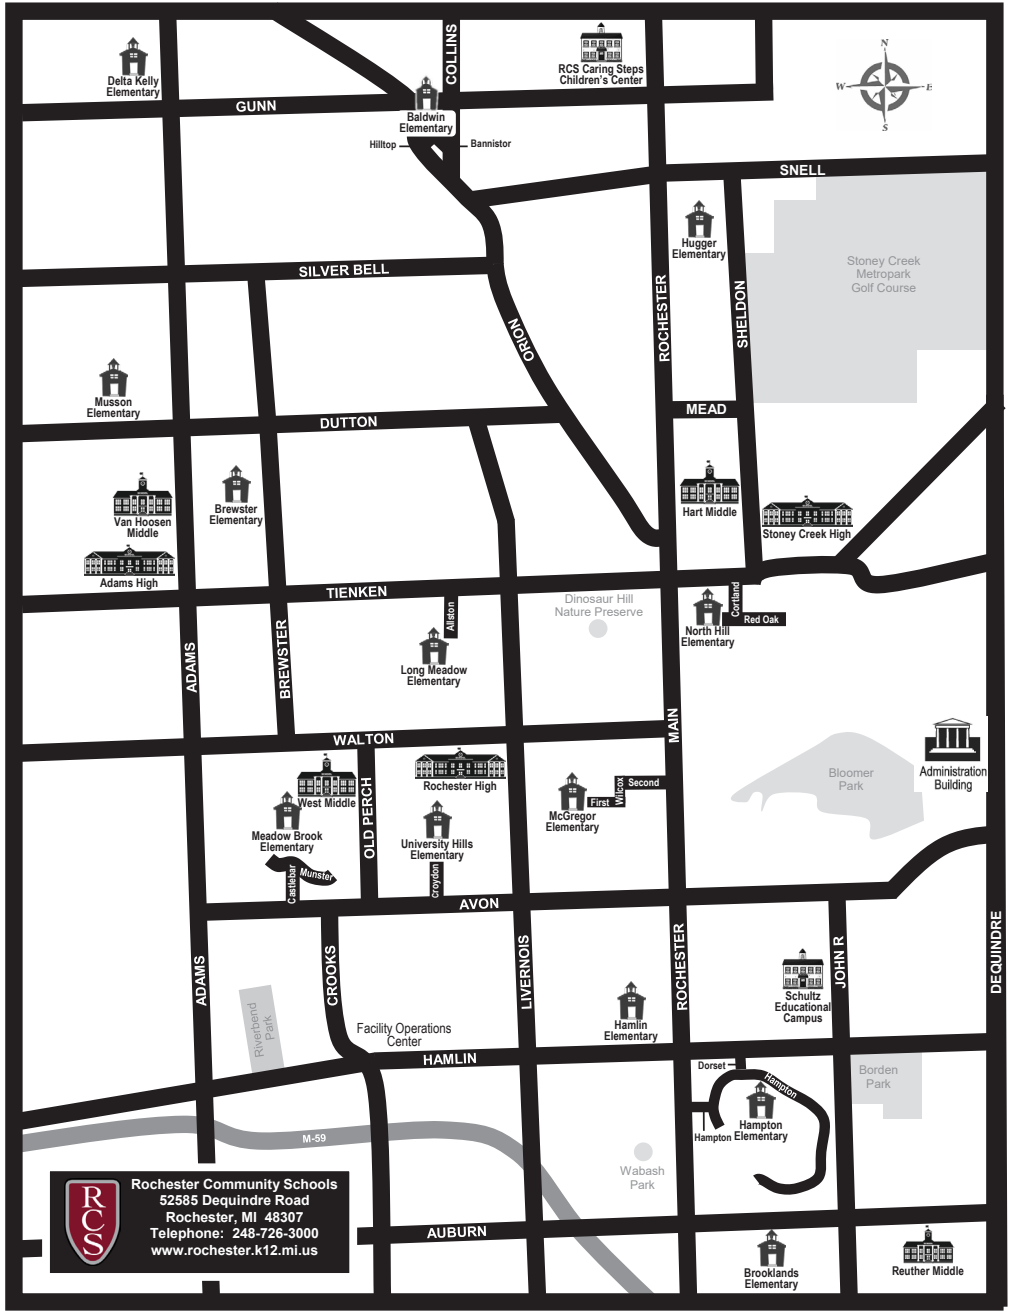 COLLINS
RCS Caring Steps
Children's Center
N
W
E
S
Delta Kelly
Elementary
GUNN
Baldwin
Elementary
Hilltop
Bannistor
SNELL
Hugger
Elementary
Stoney Creek
Metropark
Golf Course
SILVER BELL
ROCHESTER
SHELDON
ORION
Musson
Elementary
MEAD
DUTTON
Van Hoosen
Middle
Brewster
Elementary
Hart Middle
Stoney Creek High
Adams High
TIENKEN
Allston
Dinosaur Hill
Nature Preserve
Cortland
Red Oak
North Hill
Elementary
ADAMS
BREWSTER
Long Meadow
Elementary
MAIN
WALTON
Administration
Building
Bloomer
Park
West Middle
OLD PERCH
Rochester High
Second
Wilcox
First
McGregor
Elementary
Meadow Brook
Elementary
University Hills
Elementary
Castlebar
Munster
Croydon
AVON
ADAMS
CROOKS
LIVERNOIS
ROCHESTER
JOHN R
DEQUINDRE
Schultz
Educational
Campus
Riverbend
Park
Facility Operations
Center
Hamlin
Elementary
HAMLIN
Dorset
Hampton
Borden
Park
Hampton
Hampton
Elementary
M-59
Wabash
Park
RCS
Rochester Community Schools
52585 Dequindre Road
Rochester, MI 48307
Telephone: 248-726-3000
www.rochester.k12.mi.us
AUBURN
Brooklands
Elementary
Reuther Middle